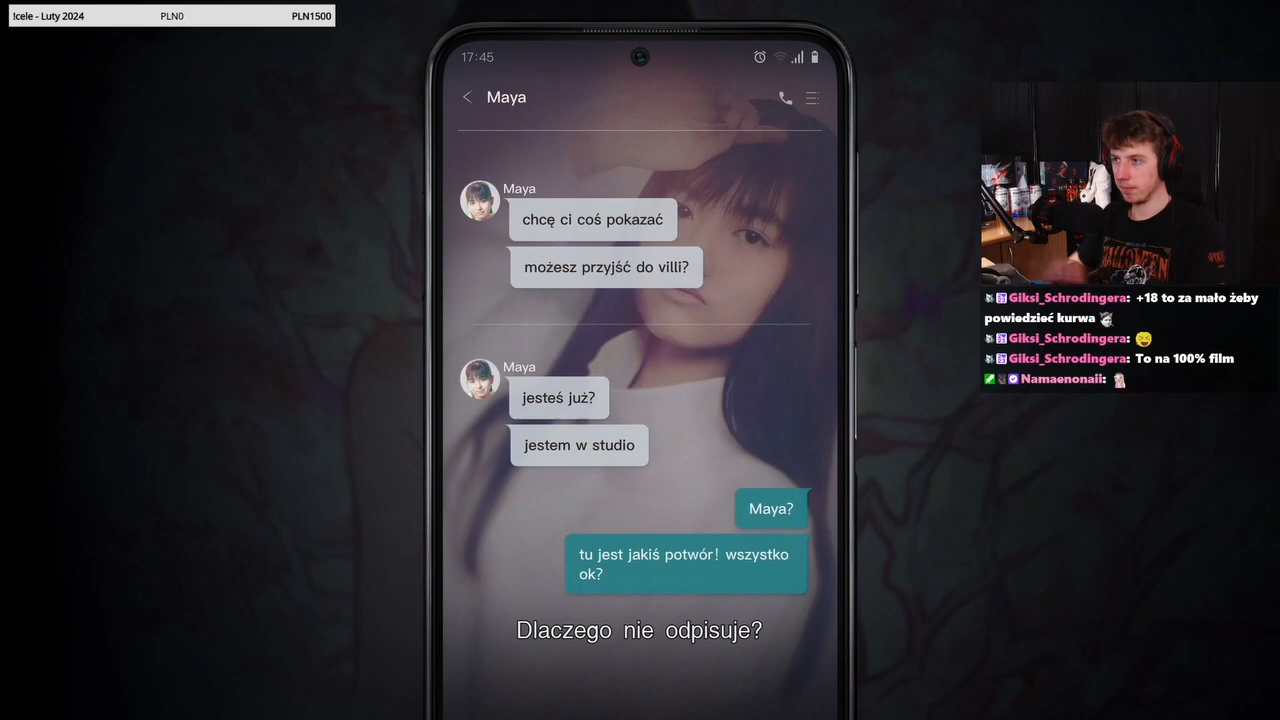 !cele - Luty 2024 PLN0 PLN1500
17:45
Maya
Maya
chcę ci coś pokazać
możesz przyjść do villi?
Maya
jesteś już?
jestem w studio
Maya?
tu jest jakiś potwór! wszystko
ok?
Dlaczego nie odpisuje?
HALLOWEEN
Giksi_Schrodingera: +18 to za mało żeby
powiedzieć kurwa
Giksi_Schrodingera:
Giksi_Schrodingera: To na 100% film
Namaenonaii: